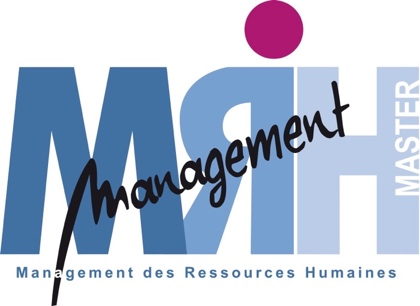 MRH
MASTER
Management
Management des Ressources Humaines